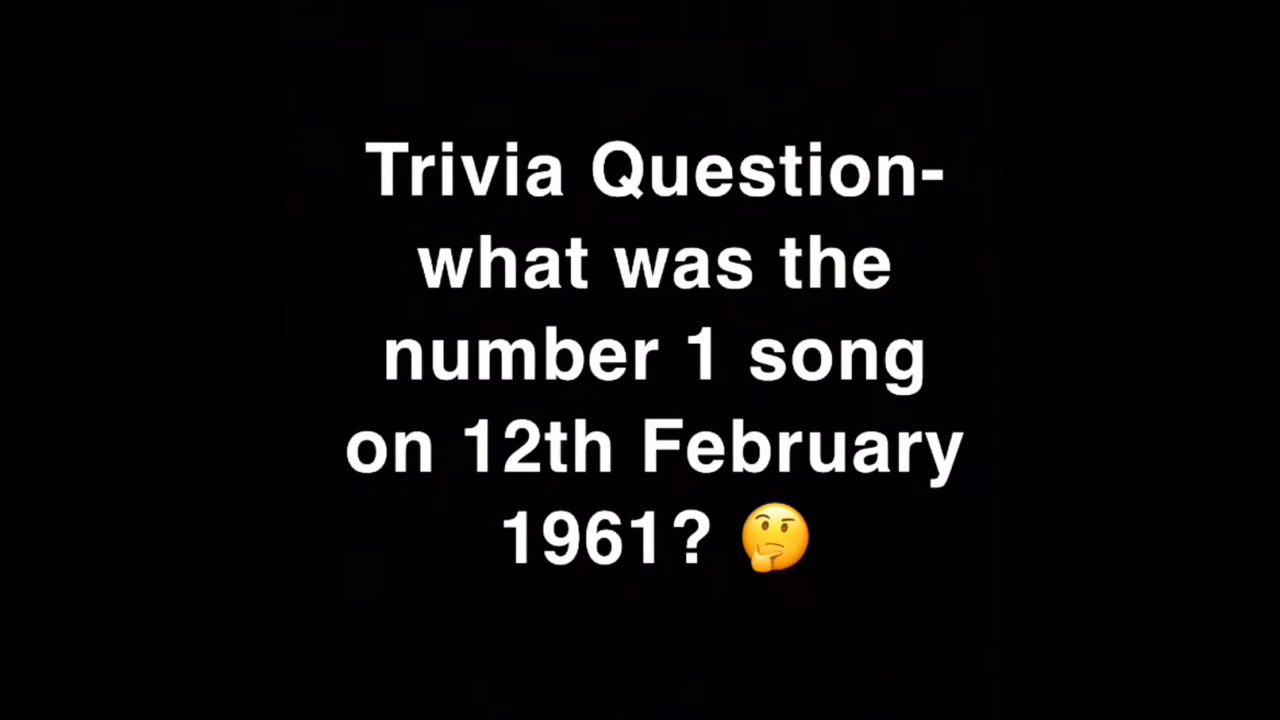 Trivia Question-
what was the
number 1 song
on 12th February
1961? 🤔